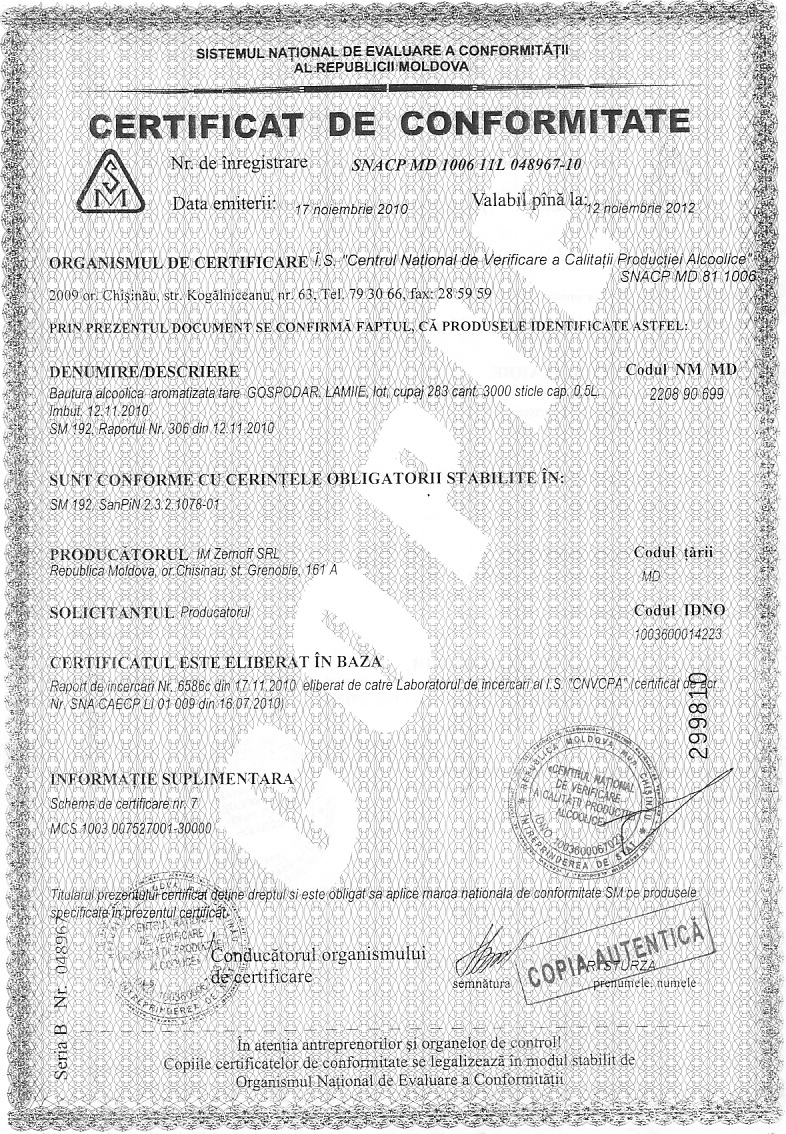 SISTEMUL NAȚIONAL DE EVALUARE A CONFORMITĂȚII
AL REPUBLICII MOLDOVA
CERTIFICAT DE CONFORMITATE
SM
Nr. de înregistrare SNACP MD 1006 11L 048967-10
Data emiterii: 17 noiembrie 2010 Valabil pînă la: 12 noiembrie 2012
ORGANISMUL DE CERTIFICARE Î.S. "Centrul Național de Verificare a Calității Producției Alcoolice"
SNACP MD 81 1006
2009 or. Chișinău, str. Kogălniceanu, nr. 63, Tel. 79 30 66, fax: 28 59 59
PRIN PREZENTUL DOCUMENT SE CONFIRMĂ FAPTUL, CĂ PRODUSELE IDENTIFICATE ASTFEL:
DENUMIRE/DESCRIERE Codul NM MD
Bautura alcoolica aromatizata tare GOSPODAR. LAMIIE, lot, cupaj 283 cant. 3000 sticle cap. 0,5L. 2208 90 699
Imbut. 12.11.2010
SM 192, Raportul Nr. 306 din 12.11.2010
SUNT CONFORME CU CERINȚELE OBLIGATORII STABILITE ÎN:
SM 192, SanPiN 2.3.2.1078-01
PRODUCĂTORUL IM Zernoff SRL Codul țării
Republica Moldova, or.Chisinau, st. Grenoble, 161 A
MD
SOLICITANTUL Producatorul Codul IDNO
1003600014223
CERTIFICATUL ESTE ELIBERAT ÎN BAZA
Raport de incercari Nr. 6586c din 17.11.2010 eliberat de catre Laboratorul de incercari al I.S. "CNVCPA" (certificat de acr.
Nr. SNA CAECP LI 01 009 din 16.07.2010)
299810
INFORMAȚIE SUPLIMENTARĂ
Schema de certificare nr. 7
MCS 1003 007527001-30000
REPUBLICA MOLDOVA MUN. CHIȘINĂU
«CENTRUL NAȚIONAL
DE VERIFICARE
A CALITĂȚII PRODUCȚIEI
ALCOOLICE»
IDNO 1003600067023
ÎNTREPRINDEREA DE STAT
Titularul prezentului certificat deține dreptul si este obligat sa aplice marca nationala de conformitate SM pe produsele
specificate în prezentul certificat.
CENTRUL
DE VERIFICARE
ALCOOLICE»
ÎNTREPRINDEREA DE
Conducătorul organismului
de certificare
semnătura
STURZA
prenumele, numele
COPIA AUTENTICĂ
Seria B Nr. 04896
În atenția antreprenorilor și organelor de control!
Copiile certificatelor de conformitate se legalizează în modul stabilit de
Organismul Național de Evaluare a Conformității
COPIE